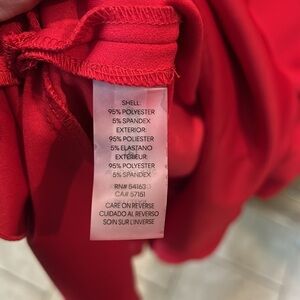 SHELL:
95% POLYESTER
5% SPANDEX
EXTERIOR:
95% POLIESTER
5% ELASTANO
EXTÉRIEUR:
95% POLYESTER
5% SPANDEX
RN# 54163
CA# 57151
CARE ON REVERSE
CUIDADO AL REVERSO
SOIN SUR L'INVERSE